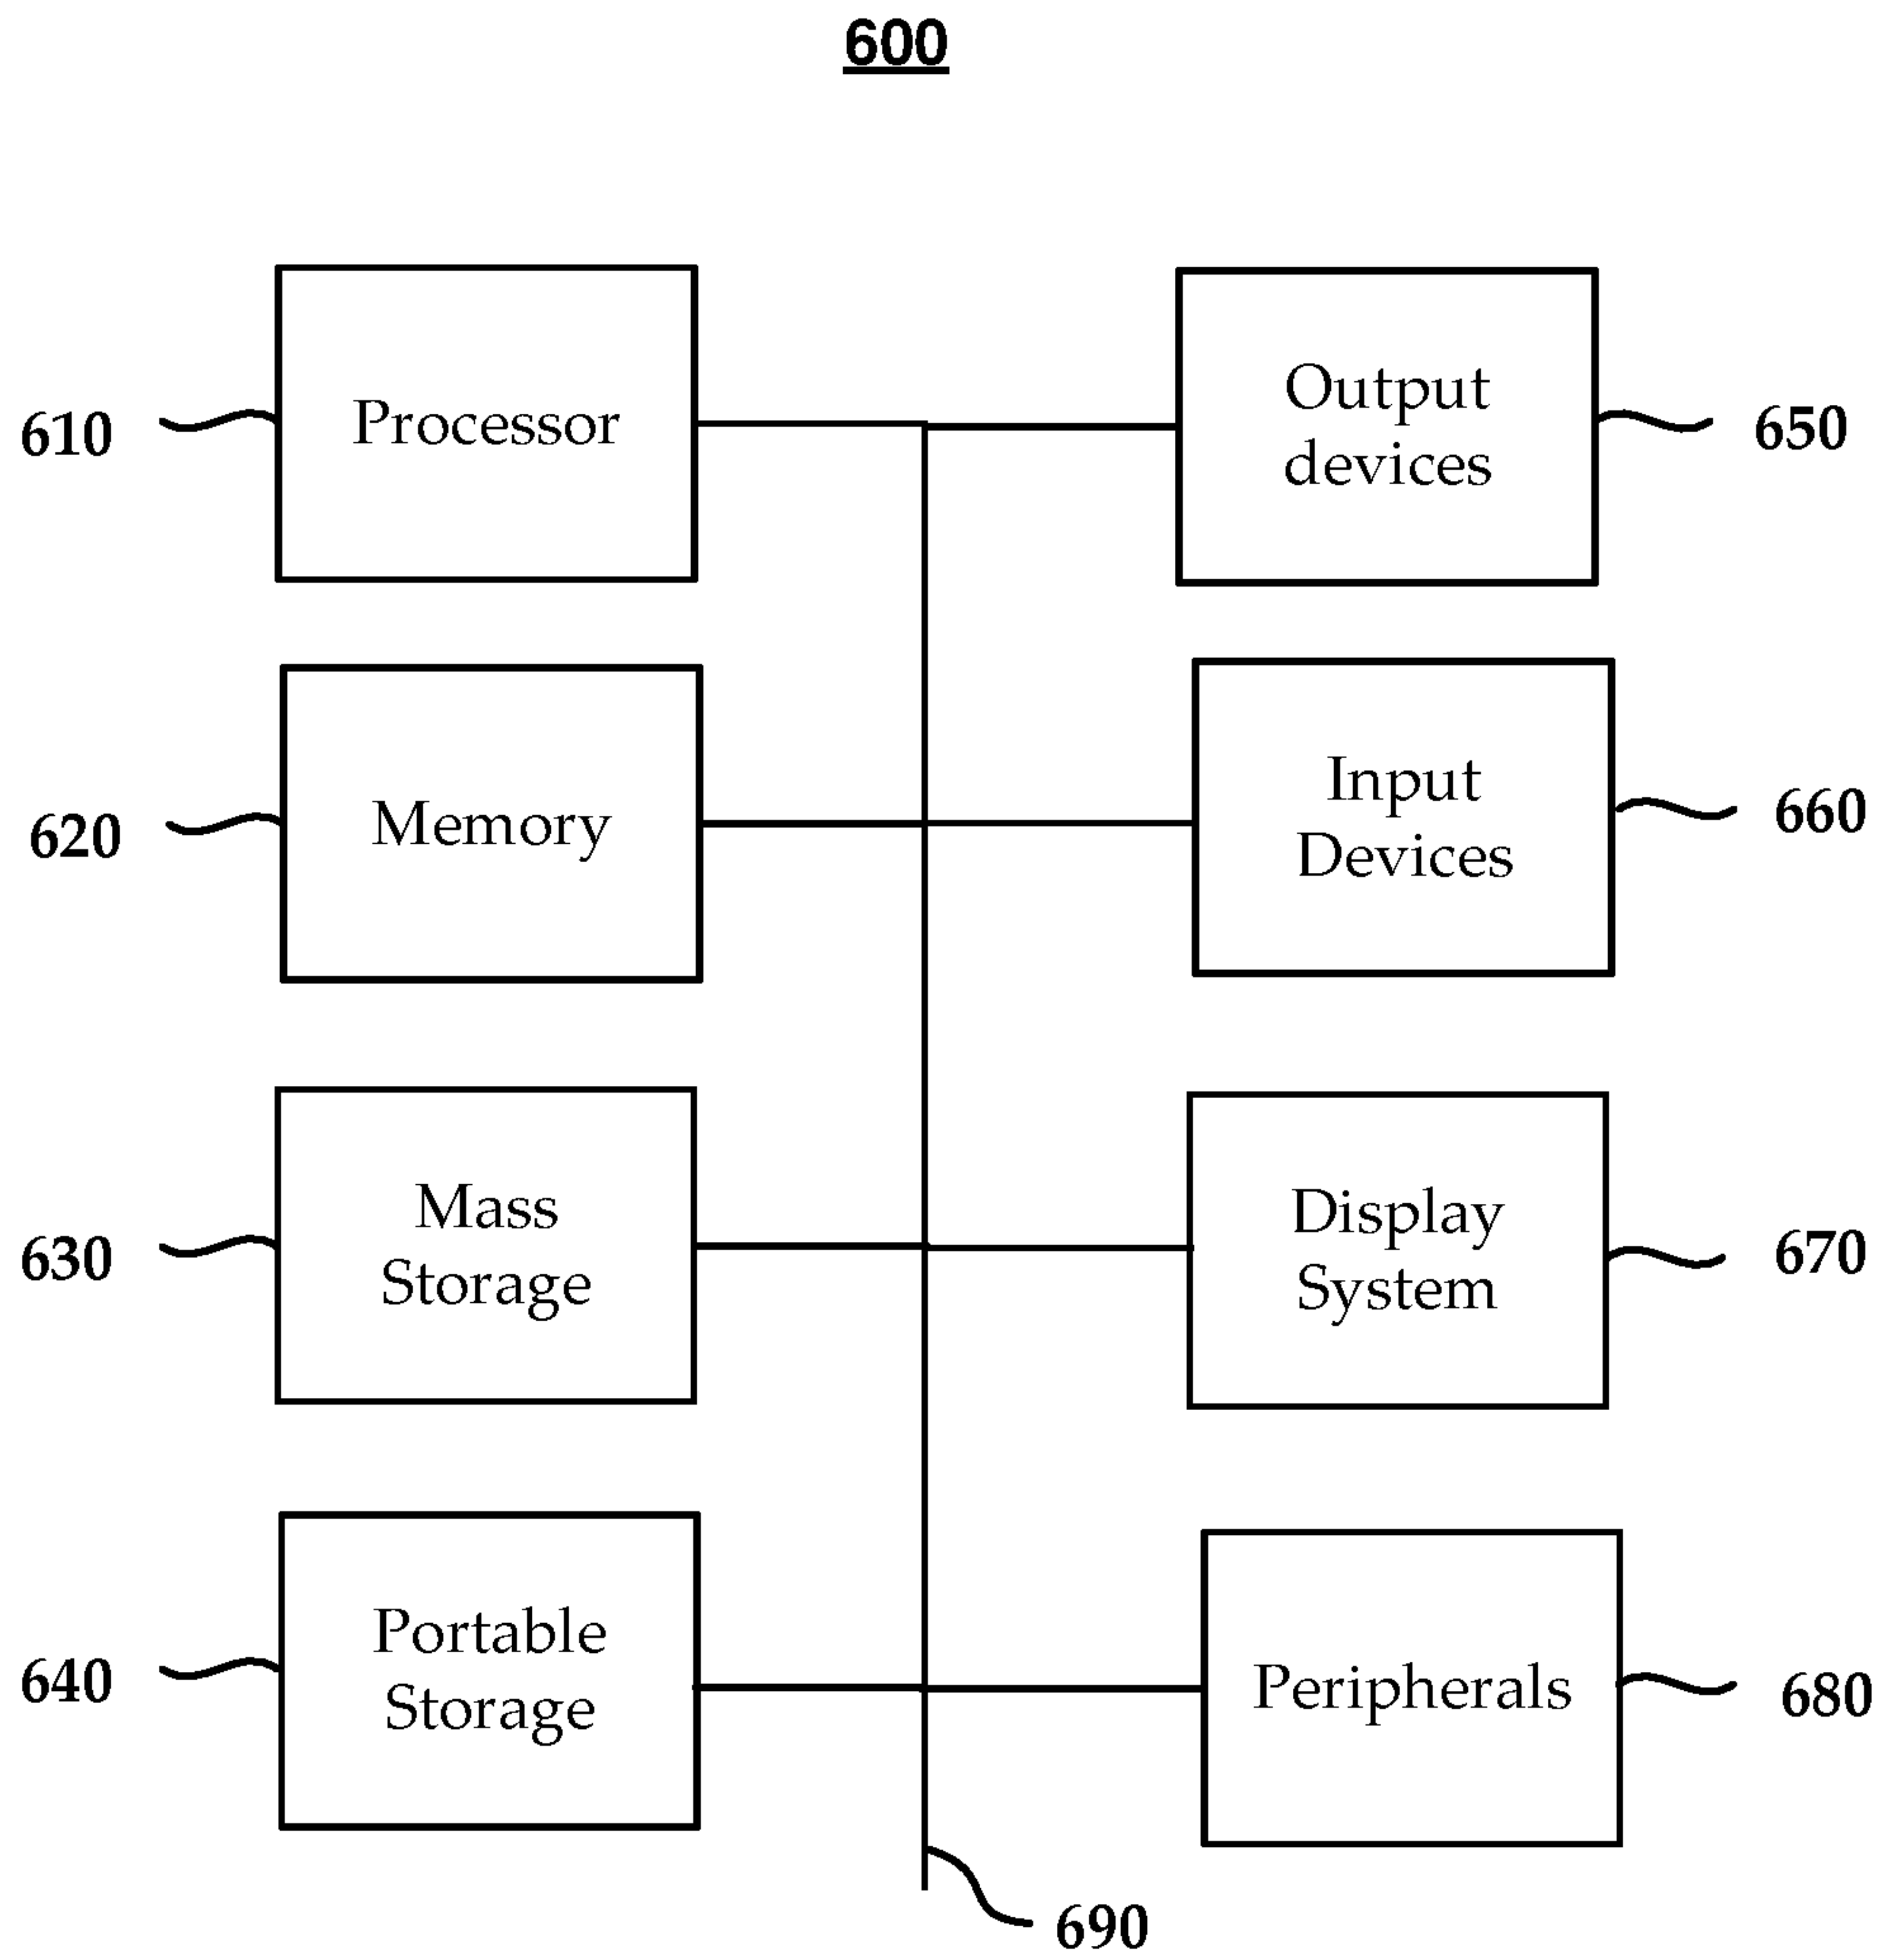 600
610
Processor
Output
devices
650
620
Memory
Input
Devices
660
630
Mass
Storage
Display
System
670
640
Portable
Storage
Peripherals
680
690